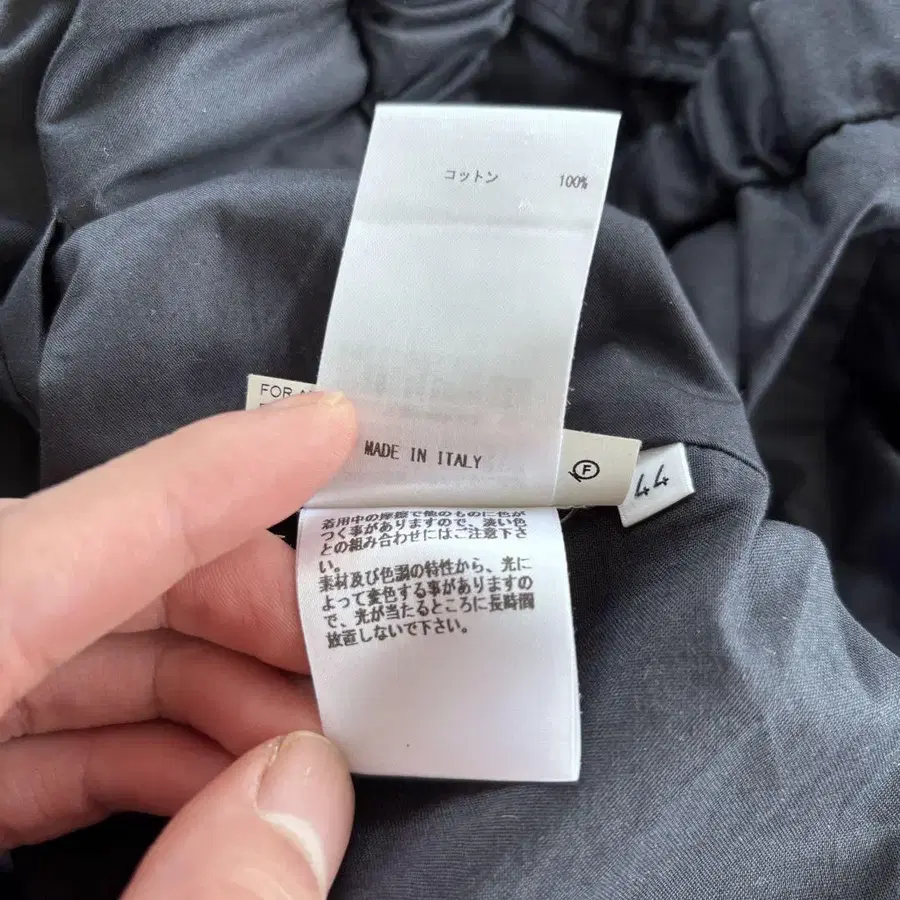 コットン 100%
FOR
MADE IN ITALY
F
44
着用中の摩擦で他のものに色が
つく事がありますので、淡い色
との組み合わせにはご注意下さ
い。
素材及び色調の特性から、光に
よって変色する事がありますの
で、光が当たるところに長時間
放置しないで下さい。